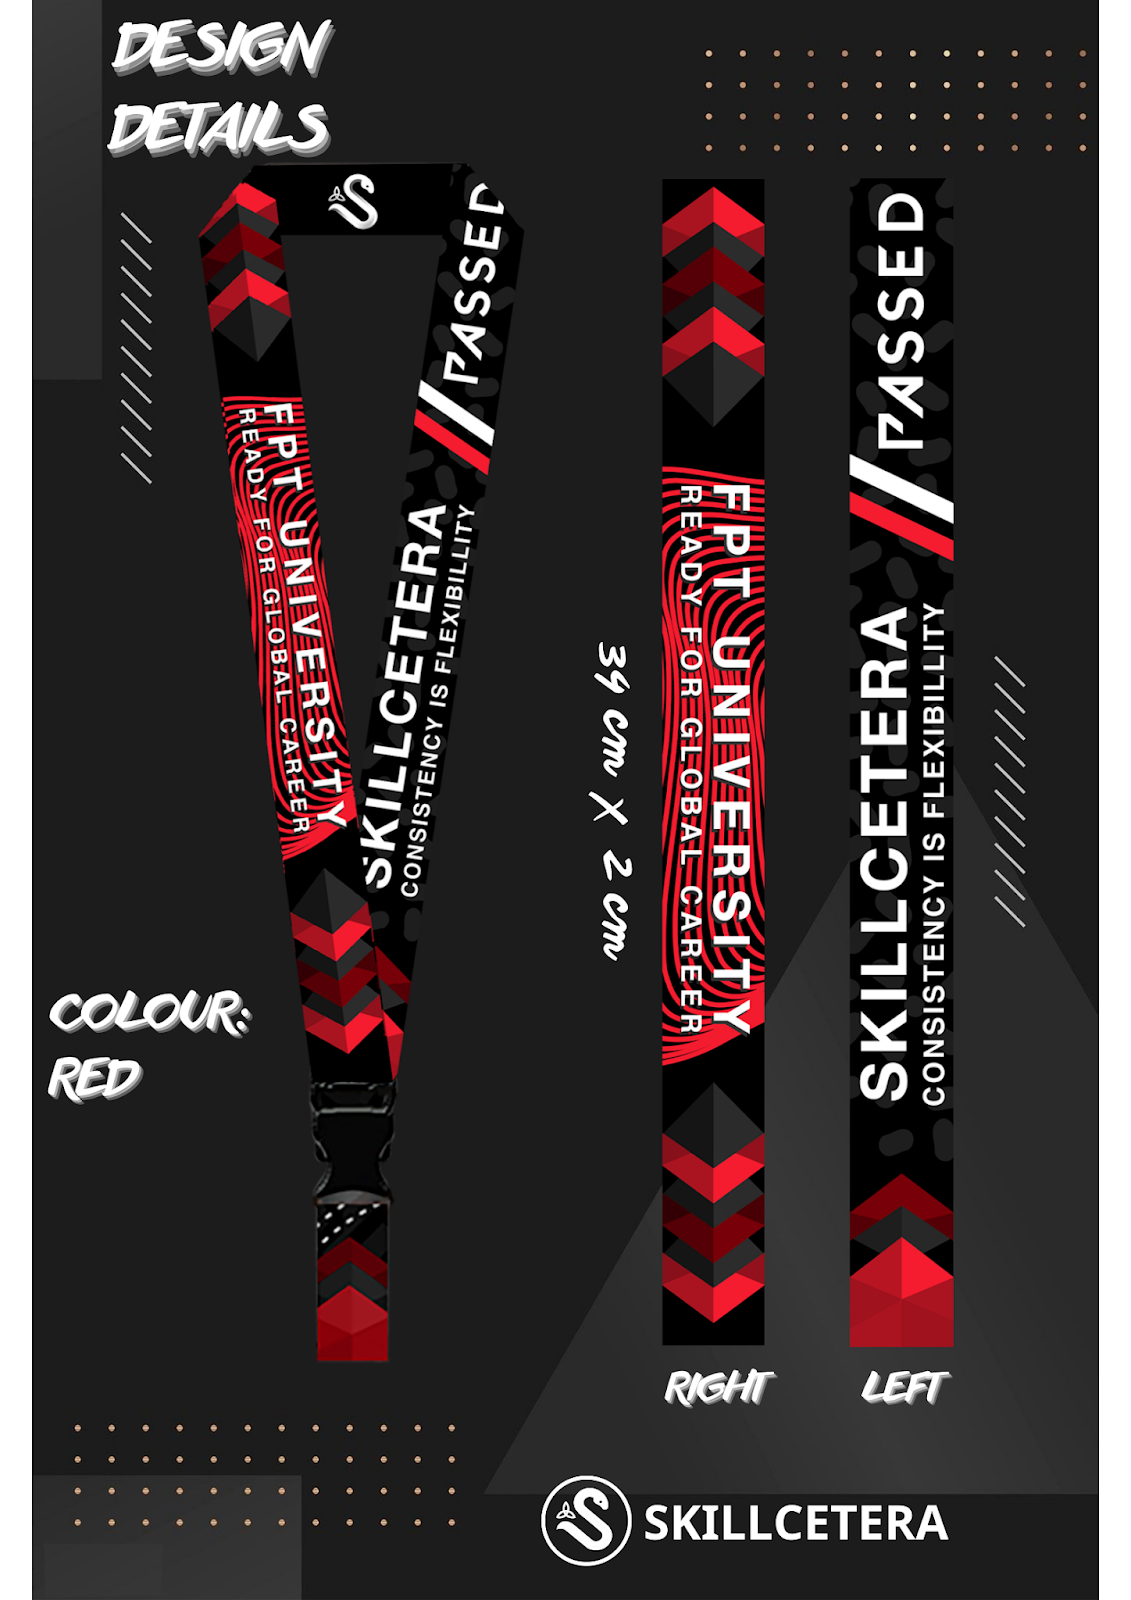 DESIGN
DETAILS
PASSED
SKILLCETERA
CONSISTENCY IS FLEXIBILLITY
FPT UNIVERSITY
READY FOR GLOBAL CAREER
39 cm X 2 cm
FPT UNIVERSITY
READY FOR GLOBAL CAREER
PASSED
SKILLCETERA
CONSISTENCY IS FLEXIBILLITY
COLOUR:
RED
RIGHT
LEFT
SKILLCETERA